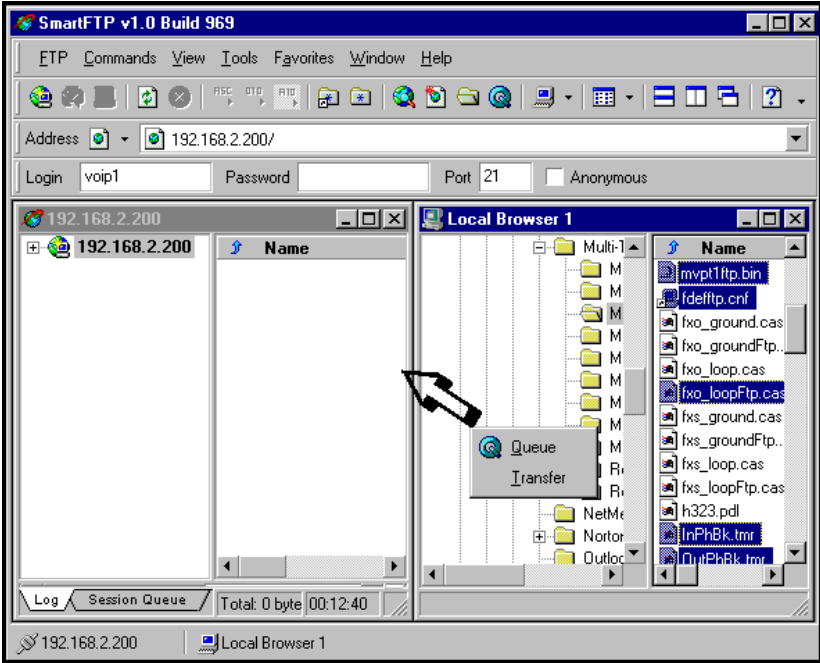 SmartFTP v1.0 Build 969
FTP Commands View Tools Favorites Window Help
Address 192.168.2.200/
Login voip1 Password Port 21 Anonymous
192.168.2.200
192.168.2.200
Name
Local Browser 1
Multi-T
M
M
M
M
M
M
M
M
M
NetMe
Norton
Outloo
Name
mvpt1ftp.bin
fdefftp.cnf
fxo_ground.cas
fxo_groundFtp..
fxo_loop.cas
fxo_loopFtp.cas
fxs_ground.cas
fxs_groundFtp..
fxs_loop.cas
fxs_loopFtp.cas
h323.pdl
InPhBk.tmr
OutPhBk.tmr
Queue
Transfer
Log Session Queue Total: 0 byte 00:12:40
192.168.2.200 Local Browser 1